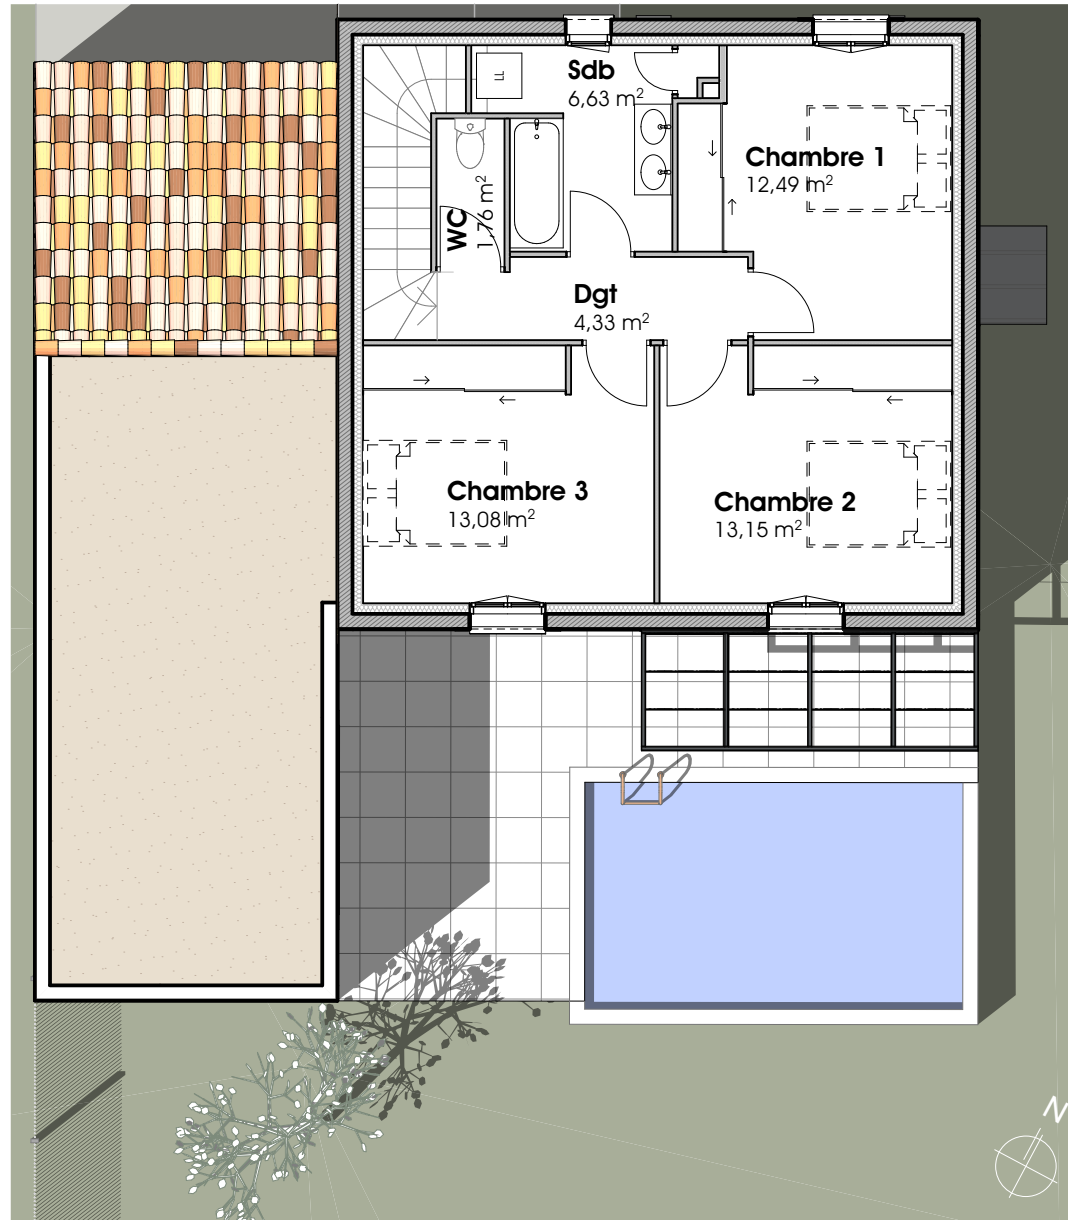 Sdb
6,63 m²
LL
Chambre 1
12,49 m²
WC
1,76 m²
Dgt
4,33 m²
Chambre 3
13,08 m²
Chambre 2
13,15 m²
N